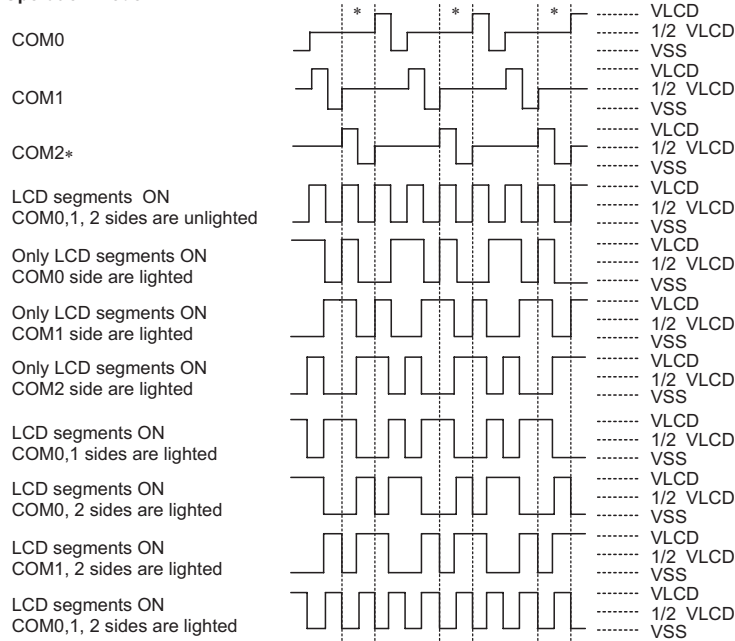 * * * VLCD
COM0 1/2 VLCD
VSS
VLCD
COM1 1/2 VLCD
VSS
VLCD
COM2* 1/2 VLCD
VSS
LCD segments ON VLCD
COM0,1, 2 sides are unlighted 1/2 VLCD
VSS
Only LCD segments ON VLCD
COM0 side are lighted 1/2 VLCD
VSS
Only LCD segments ON VLCD
COM1 side are lighted 1/2 VLCD
VSS
Only LCD segments ON VLCD
COM2 side are lighted 1/2 VLCD
VSS
LCD segments ON VLCD
COM0,1 sides are lighted 1/2 VLCD
VSS
LCD segments ON VLCD
COM0, 2 sides are lighted 1/2 VLCD
VSS
LCD segments ON VLCD
COM1, 2 sides are lighted 1/2 VLCD
VSS
LCD segments ON VLCD
COM0,1, 2 sides are lighted 1/2 VLCD
VSS